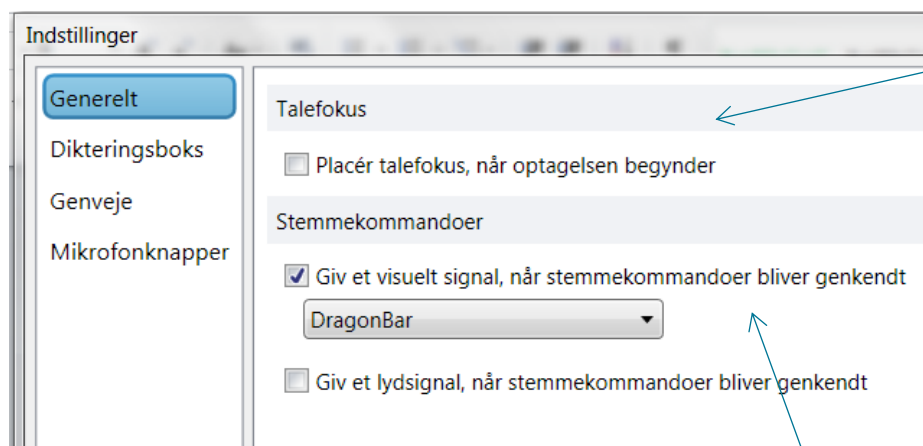 Indstillinger
Generelt
Dikteringsboks
Genveje
Mikrofonknapper
Talefokus
Placér talefokus, når optagelsen begynder
Stemmekommandoer
Giv et visuelt signal, når stemmekommandoer bliver genkendt
DragonBar
Giv et lydsignal, når stemmekommandoer bliver genkendt